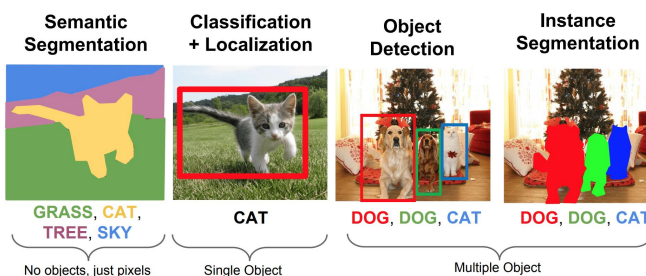 Semantic
Segmentation
Classification
+ Localization
Object
Detection
Instance
Segmentation
GRASS, CAT,
TREE, SKY
CAT
DOG, DOG, CAT
DOG, DOG, CAT
No objects, just pixels
Single Object
Multiple Object